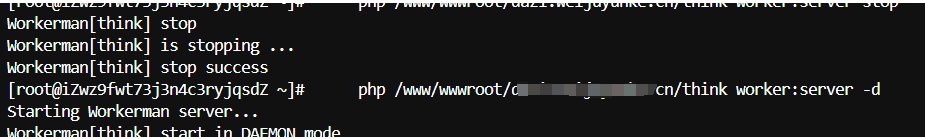 [root@iZwz9fwt73j3n4c3ryjqsdZ ~]# php /www/wwwroot/dazi.weijuyunke.cn/think worker:server stop
Workerman[think] stop
Workerman[think] is stopping ...
Workerman[think] stop success
[root@iZwz9fwt73j3n4c3ryjqsdZ ~]# php /www/wwwroot/ cn/think worker:server -d
Starting Workerman server...
Workerman[think] start in DAEMON mode